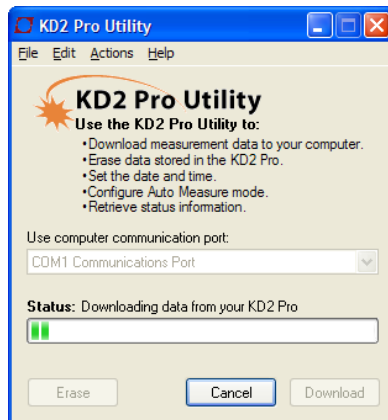 KD2 Pro Utility
File Edit Actions Help
KD2 Pro Utility
Use the KD2 Pro Utility to:
•Download measurement data to your computer.
•Erase data stored in the KD2 Pro.
•Set the date and time.
•Configure Auto Measure mode.
•Retrieve status information.
Use computer communication port:
COM1 Communications Port
Status: Downloading data from your KD2 Pro
Erase Cancel Download